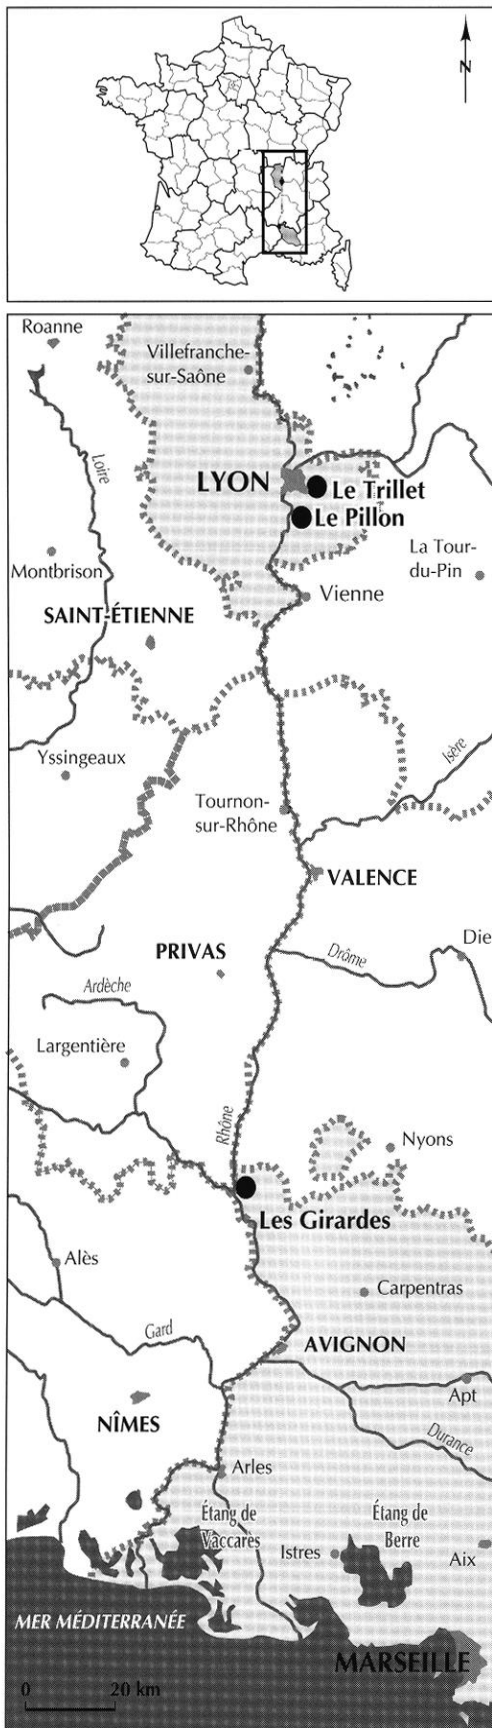 N
Roanne
Villefranche-
sur-Saône
Loire
LYON
Le Trillet
Le Pillon
Montbrison
La Tour-
du-Pin
Vienne
SAINT-ÉTIENNE
Isère
Yssingeaux
Tournon-
sur-Rhône
VALENCE
Die
PRIVAS
Drôme
Ardèche
Largentière
Rhône
Nyons
Les Girardes
Alès
Carpentras
Gard
AVIGNON
Apt
NÎMES
Durance
Arles
Étang de
Vaccares
Étang de
Berre
Istres
Aix
MER MÉDITERRANÉE
MARSEILLE
0 20 km